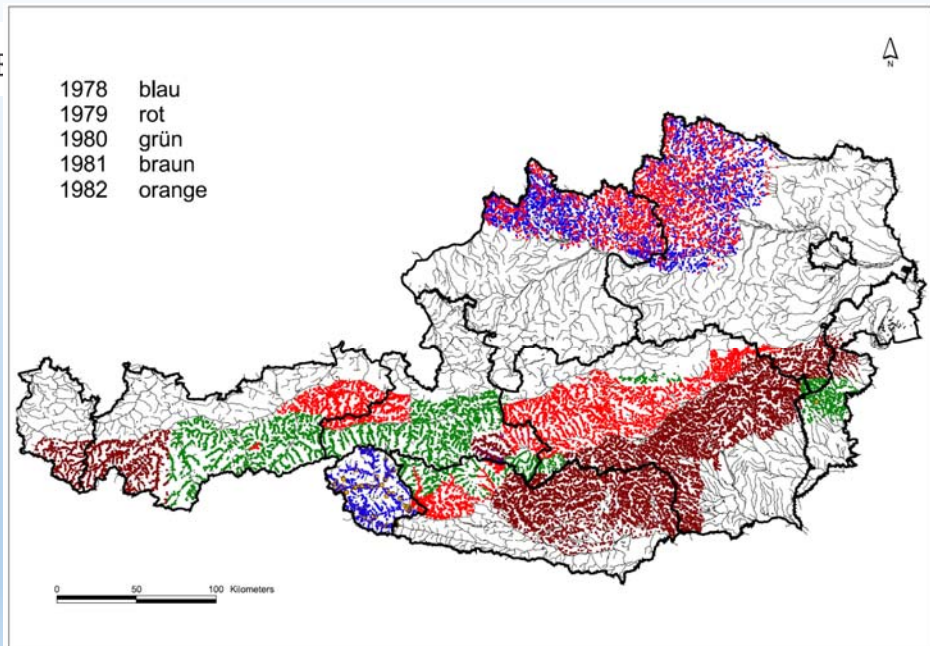 N
1978 blau
1979 rot
1980 grün
1981 braun
1982 orange
0 50 100 Kilometers